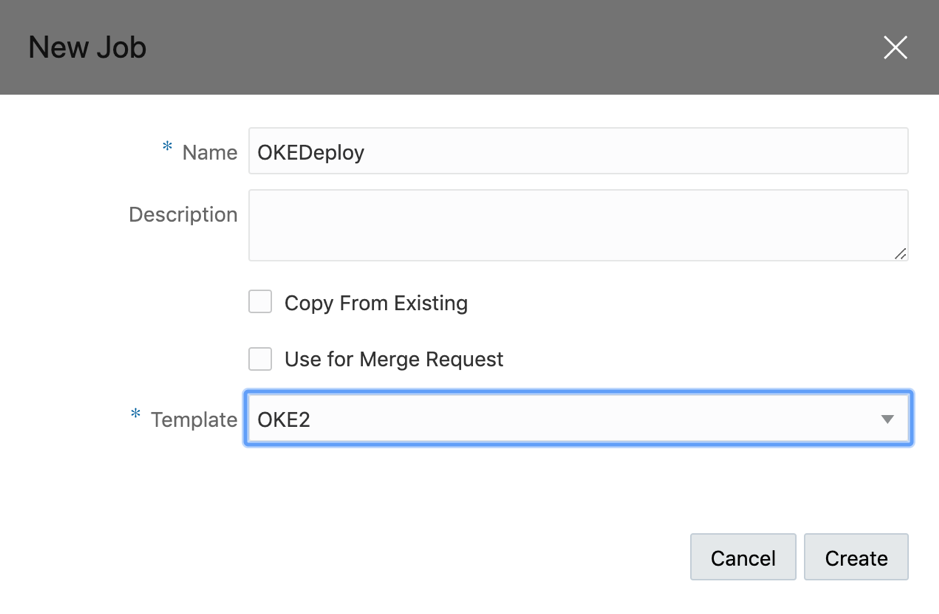 New Job
* Name OKEDeploy
Description
Copy From Existing
Use for Merge Request
* Template OKE2
Cancel Create